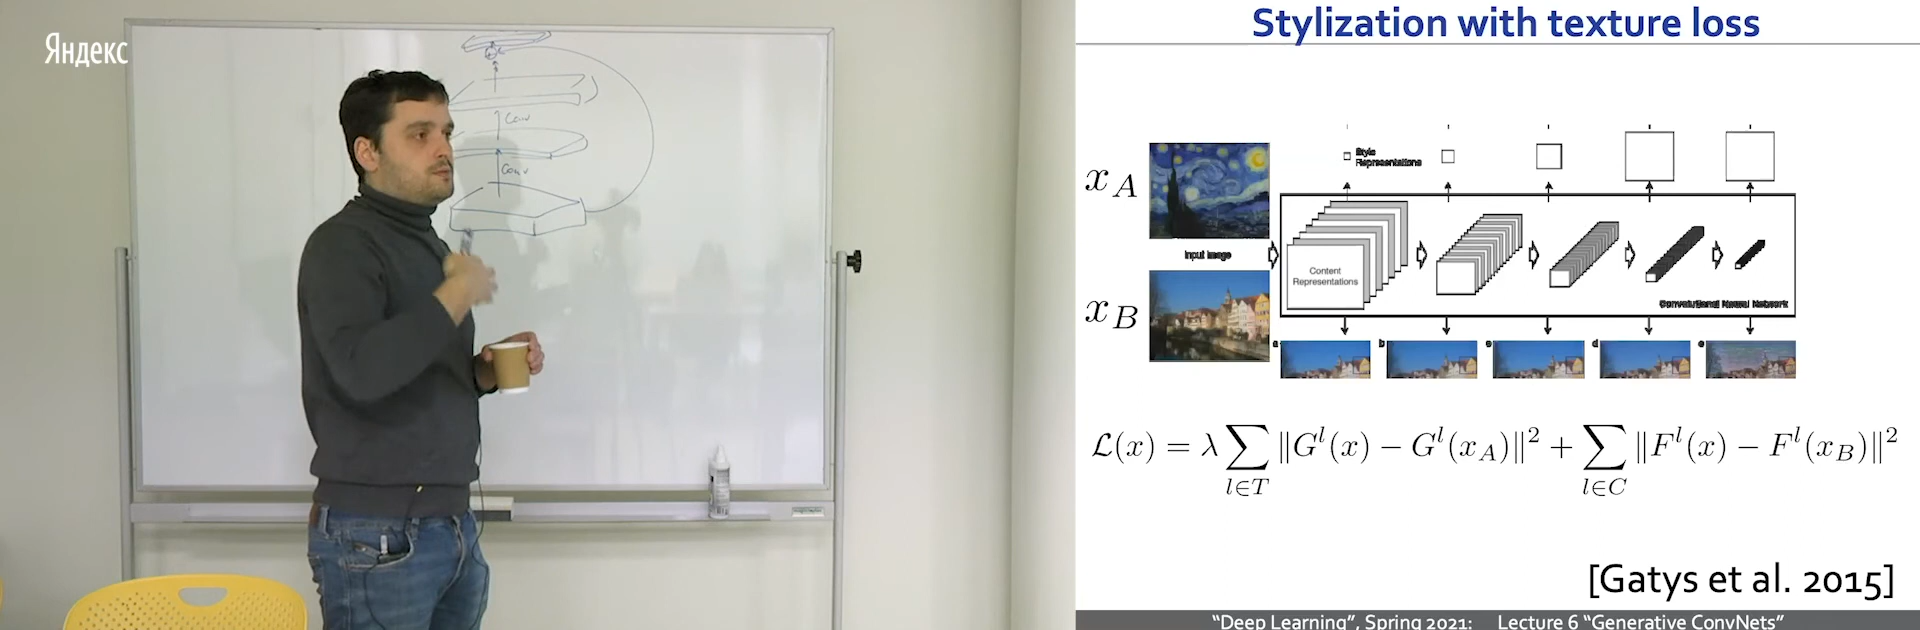 Яндекс
Conv
Conv
Stylization with texture loss
x_A
Style
Representations
Input image
x_B
Content
Representations
Convolutional Neural Network
a b c d e
ℒ(x) = λ ∑_{l∈T} ‖G^l(x) − G^l(x_A)‖² + ∑_{l∈C} ‖F^l(x) − F^l(x_B)‖²
[Gatys et al. 2015]
"Deep Learning", Spring 2021: Lecture 6 "Generative ConvNets"